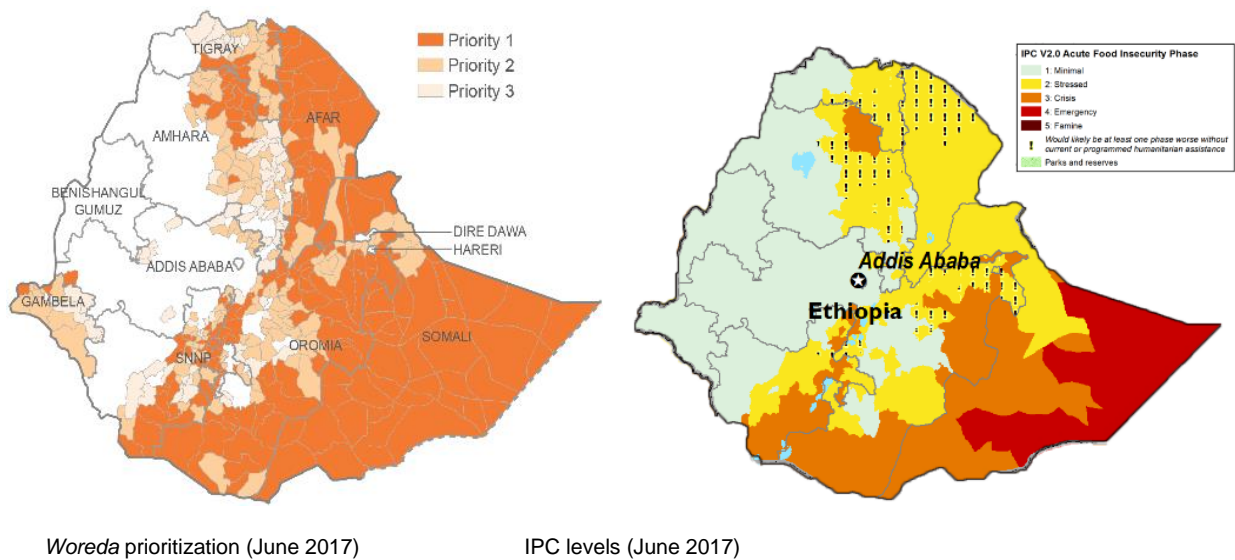 Priority 1
Priority 2
Priority 3
TIGRAY
AFAR
AMHARA
BENISHANGUL
GUMUZ
DIRE DAWA
HARERI
ADDIS ABABA
GAMBELA
SNNP
OROMIA
SOMALI
IPC V2.0 Acute Food Insecurity Phase
1: Minimal
2: Stressed
3: Crisis
4: Emergency
5: Famine
! Would likely be at least one phase worse without
current or programmed humanitarian assistance
Parks and reserves
Addis Ababa
Ethiopia
Woreda prioritization (June 2017)
IPC levels (June 2017)